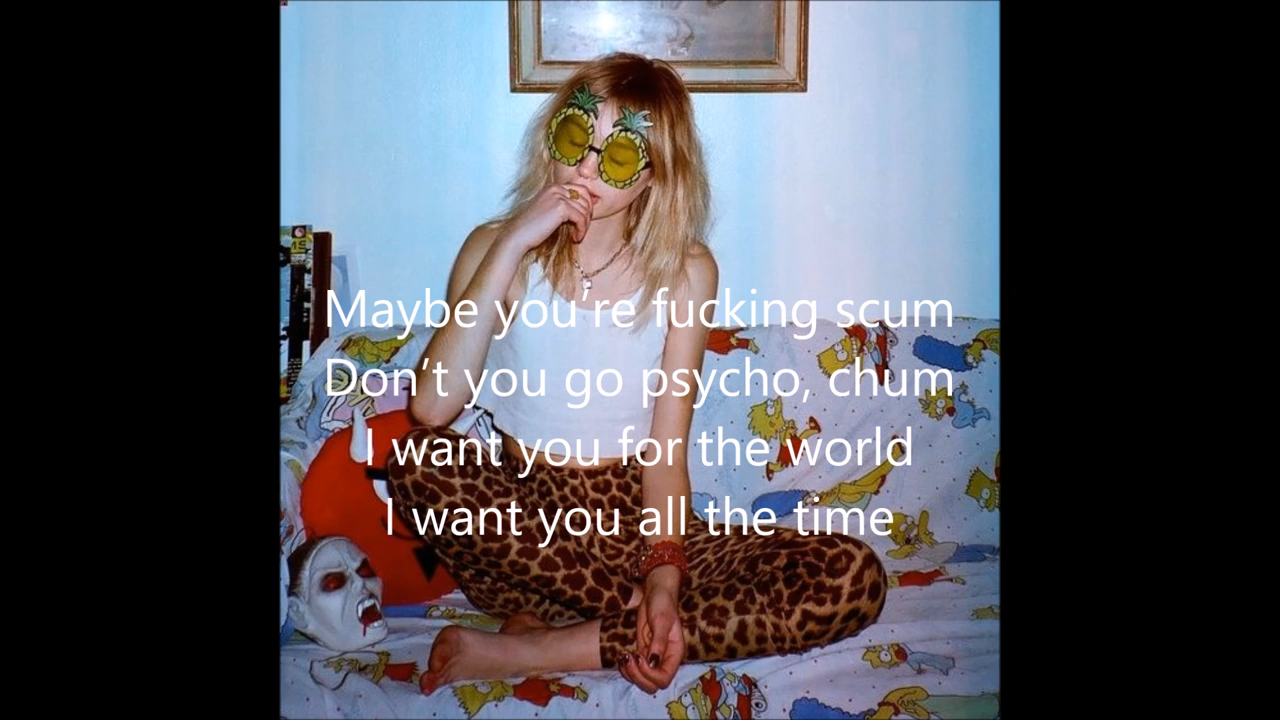 Maybe you’re fucking scum
Don’t you go psycho, chum
I want you for the world
I want you all the time